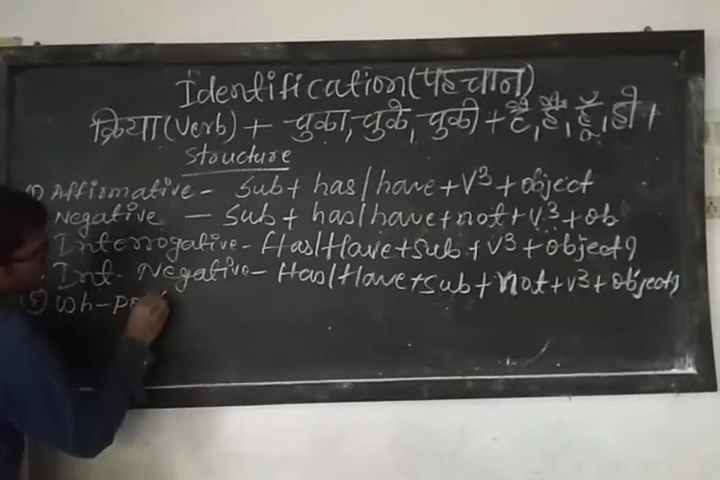 Identification (पहचान)
क्रिया (Verb) + चुका, चुके, चुकी + है, हैं, हूँ, हो ।
Structure
(1) Affirmative - Sub + has/have + V³ + object
Negative - Sub + has/have + not + V³ + ob
Interrogative - Has/Have + Sub + V³ + object?
Int - Negative - Has/Have + Sub + not + V³ + object?
(5) Wh-